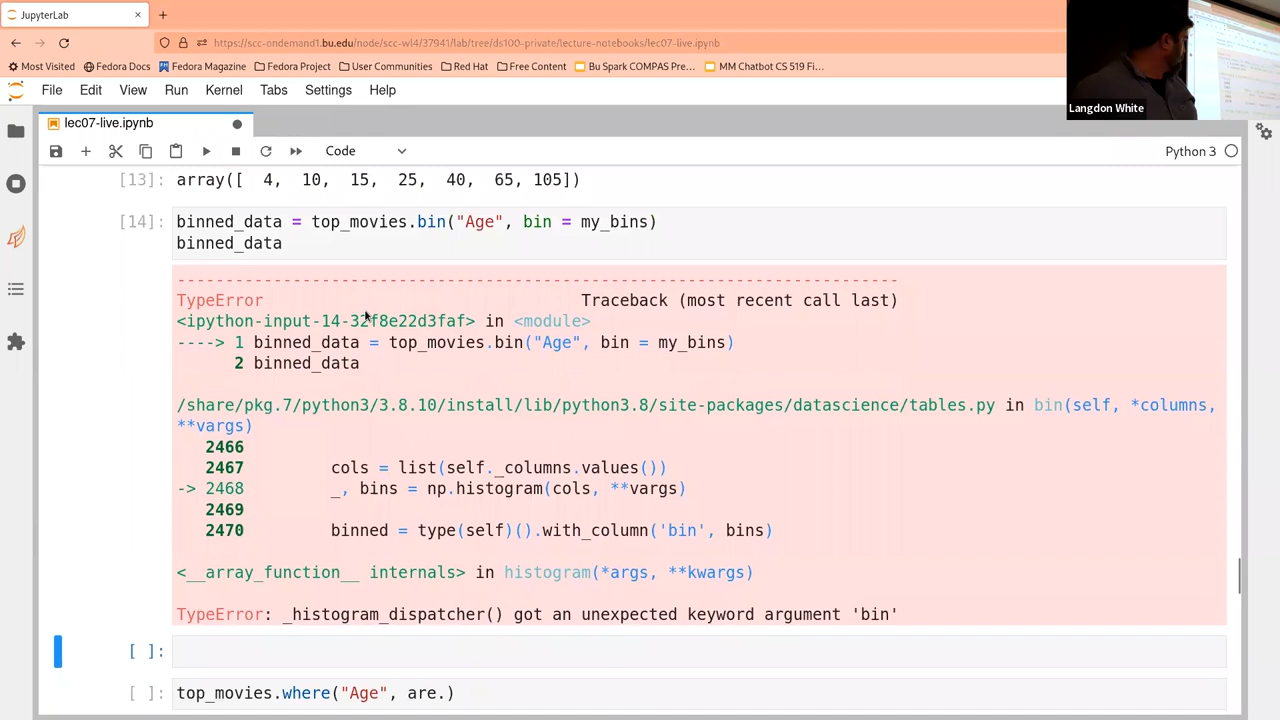 JupyterLab
https://scc-ondemand1.bu.edu/node/scc-wl4/37941/lab/tree/ds100-private/lecture-notebooks/lec07-live.ipynb
Most Visited Fedora Docs Fedora Magazine Fedora Project User Communities Red Hat Free Content Bu Spark COMPAS Pre… MM Chatbot CS 519 Fi…
Langdon White
File Edit View Run Kernel Tabs Settings Help
lec07-live.ipynb
Code
Python 3
[13]: array([  4,  10,  15,  25,  40,  65, 105])
[14]: binned_data = top_movies.bin("Age", bin = my_bins)
binned_data
---------------------------------------------------------------------------
TypeError                                 Traceback (most recent call last)
<ipython-input-14-32f8e22d3faf> in <module>
----> 1 binned_data = top_movies.bin("Age", bin = my_bins)
      2 binned_data
/share/pkg.7/python3/3.8.10/install/lib/python3.8/site-packages/datascience/tables.py in bin(self, *columns,
**vargs)
   2466
   2467         cols = list(self._columns.values())
-> 2468         _, bins = np.histogram(cols, **vargs)
   2469
   2470         binned = type(self)().with_column('bin', bins)
<__array_function__ internals> in histogram(*args, **kwargs)
TypeError: _histogram_dispatcher() got an unexpected keyword argument 'bin'
[ ]:
[ ]: top_movies.where("Age", are.)